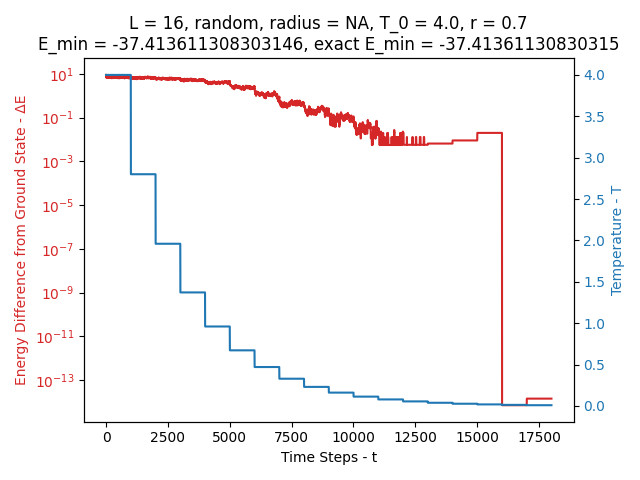 L = 16, random, radius = NA, T_0 = 4.0, r = 0.7
E_min = -37.413611308303146, exact E_min = -37.41361130830315
Energy Difference from Ground State - ΔE
10^1
10^-1
10^-3
10^-5
10^-7
10^-9
10^-11
10^-13
4.0
3.5
3.0
2.5
2.0
1.5
1.0
0.5
0.0
Temperature - T
0 2500 5000 7500 10000 12500 15000 17500
Time Steps - t